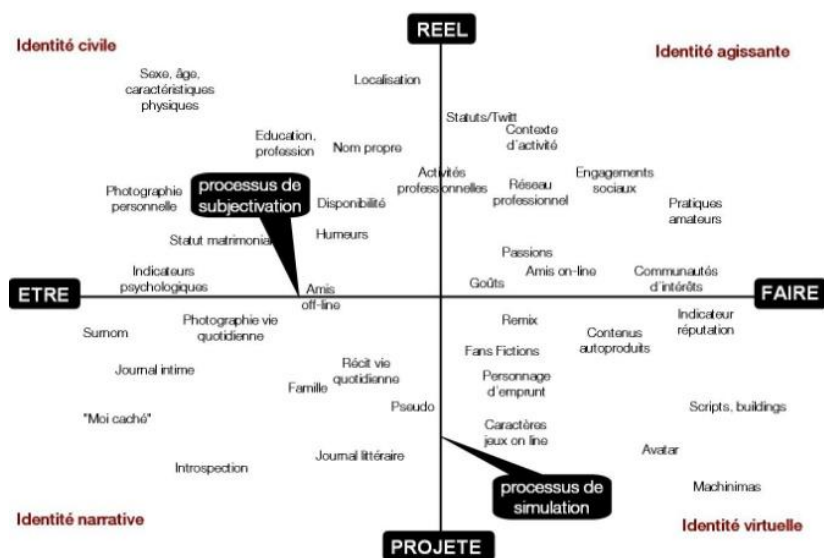 REEL
Identité civile
Identité agissante
Sexe, âge,
caractéristiques
physiques
Localisation
Statuts/Twitt
Contexte
d'activité
Education,
profession
Nom propre
Activités
professionnelles
Réseau
professionnel
Engagements
sociaux
processus de
subjectivation
Photographie
personnelle
Disponibilité
Pratiques
amateurs
Statut matrimonial
Humeurs
Passions
Indicateurs
psychologiques
Amis
off-line
Goûts
Amis on-line
Communautés
d'intérêts
ETRE
FAIRE
Surnom
Photographie vie
quotidienne
Remix
Contenus
autoproduits
Indicateur
réputation
Fans Fictions
Journal intime
Récit vie
quotidienne
Famille
Personnage
d'emprunt
Pseudo
Scripts, buildings
"Moi caché"
Caractères
jeux on line
Journal littéraire
Avatar
Introspection
processus de
simulation
Machinimas
Identité narrative
Identité virtuelle
PROJETE